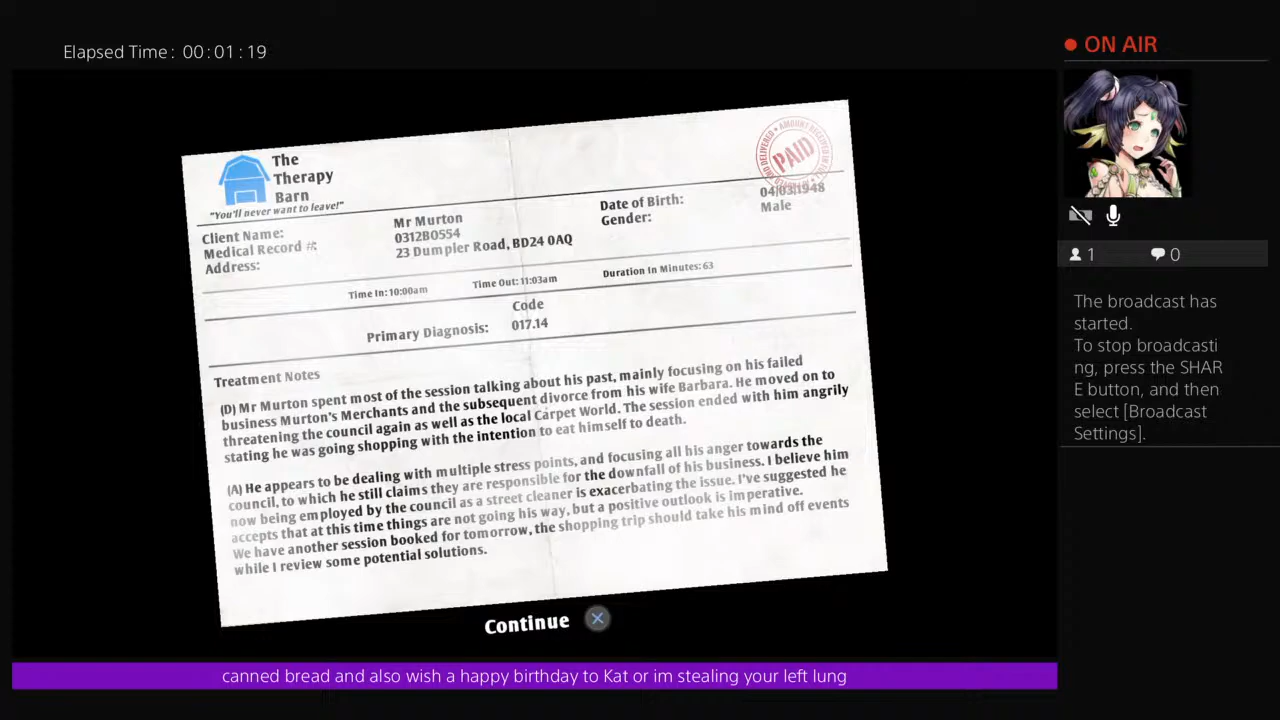 Elapsed Time: 00:01:19
ON AIR
The
Therapy
Barn
"You'll never want to leave!"
PAID
AMOUNT RECEIVED IN FULL
Client Name: Mr Murton
Medical Record #: 0312B0554
Address: 23 Dumpler Road, BD24 0AQ
Date of Birth: 04/03/1948
Gender: Male
Time In: 10:00am Time Out: 11:03am Duration In Minutes: 63
Code
Primary Diagnosis: 017.14
Treatment Notes
(D) Mr Murton spent most of the session talking about his past, mainly focusing on his failed
business Murton's Merchants and the subsequent divorce from his wife Barbara. He moved on to
threatening the council again as well as the local Carpet World. The session ended with him angrily
stating he was going shopping with the intention to eat himself to death.
(A) He appears to be dealing with multiple stress points, and focusing all his anger towards the
council, to which he still claims they are responsible for the downfall of his business. I believe him
now being employed by the council as a street cleaner is exacerbating the issue. I've suggested he
accepts that at this time things are not going his way, but a positive outlook is imperative.
We have another session booked for tomorrow, the shopping trip should take his mind off events
while I review some potential solutions.
Continue
1 0
The broadcast has
started.
To stop broadcasti
ng, press the SHAR
E button, and then
select [Broadcast
Settings].
canned bread and also wish a happy birthday to Kat or im stealing your left lung